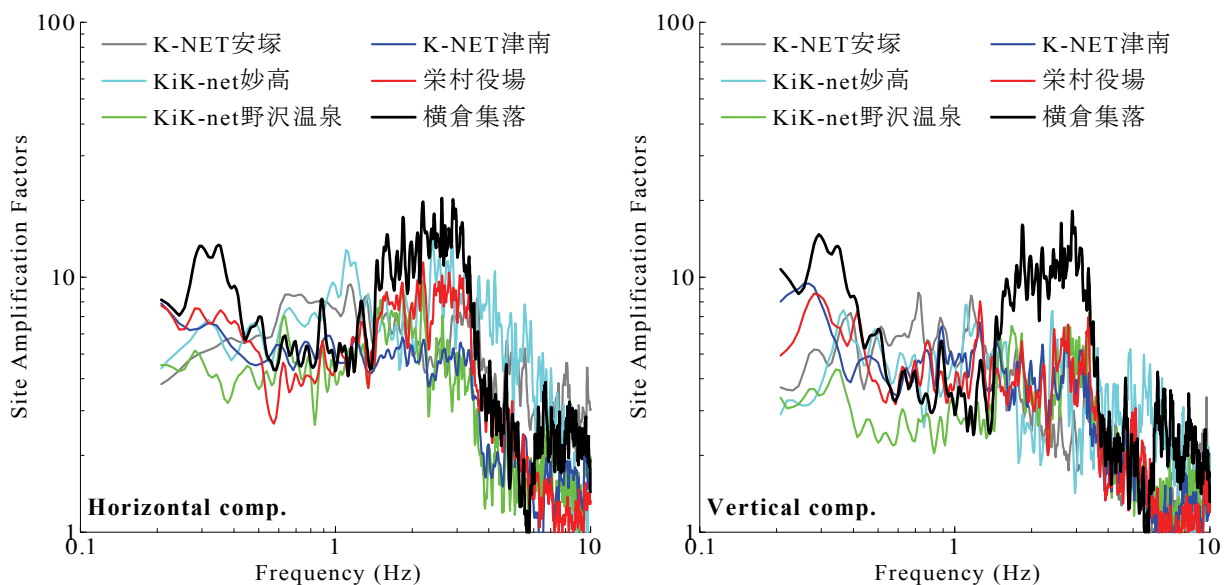 100
K-NET安塚
K-NET津南
KiK-net妙高
栄村役場
KiK-net野沢温泉
横倉集落
Site Amplification Factors
10
Horizontal comp.
1
0.1
1
10
Frequency (Hz)
100
K-NET安塚
K-NET津南
KiK-net妙高
栄村役場
KiK-net野沢温泉
横倉集落
Site Amplification Factors
10
Vertical comp.
1
0.1
1
10
Frequency (Hz)